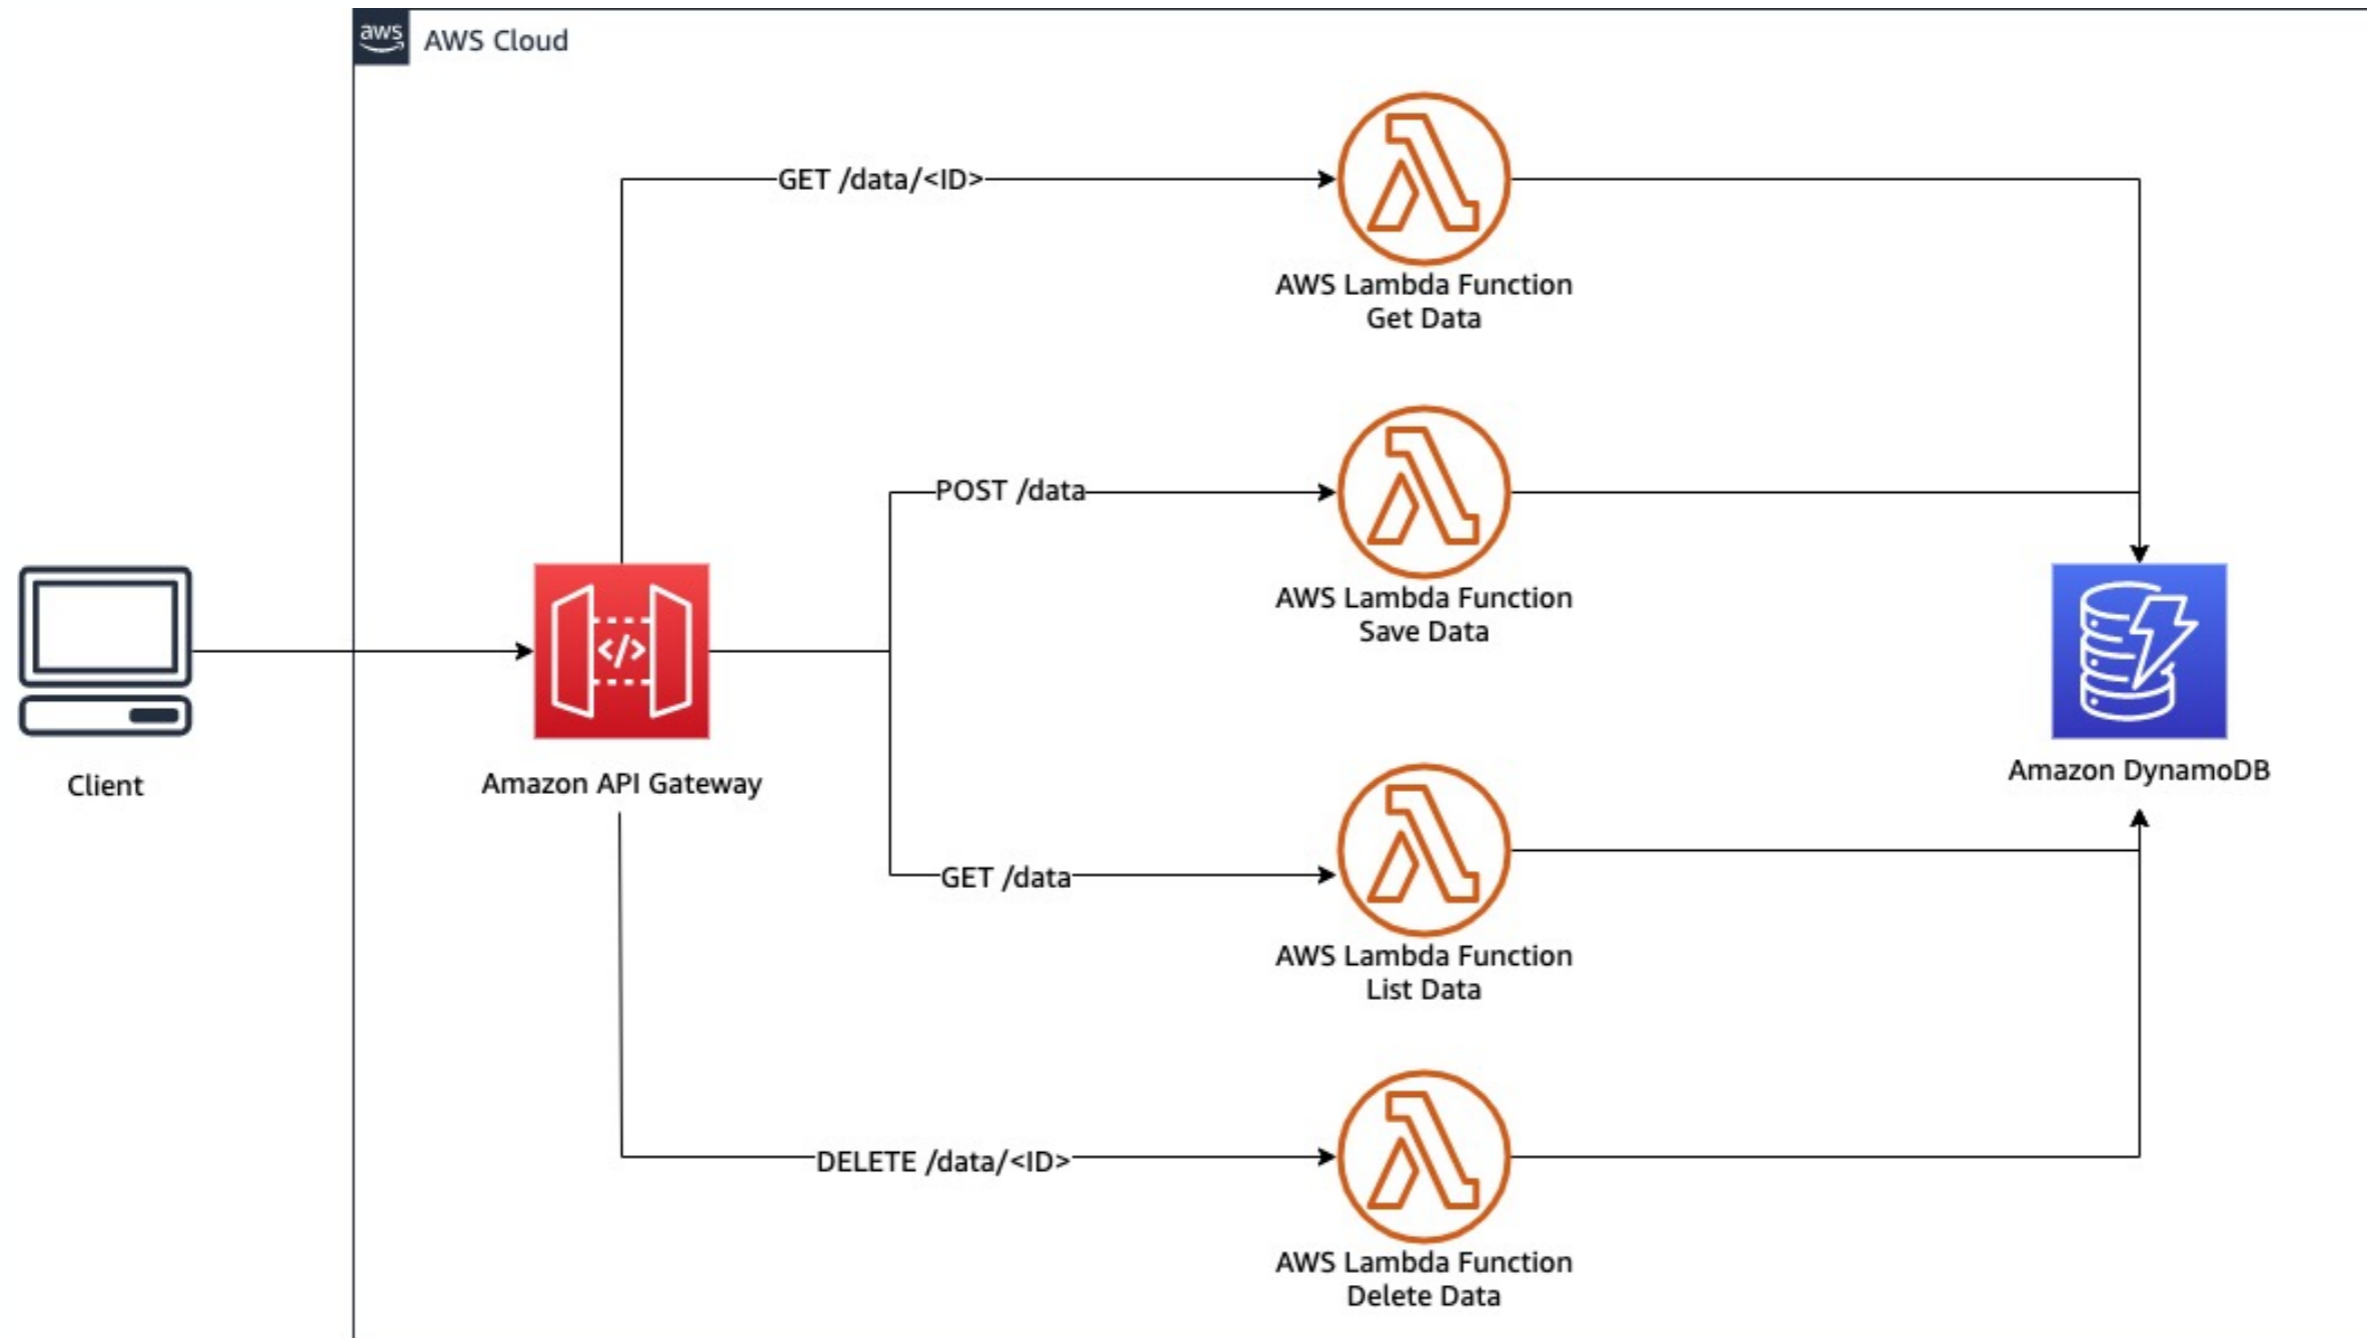 aws
AWS Cloud
GET /data/<ID>
AWS Lambda Function
Get Data
POST /data
AWS Lambda Function
Save Data
Client
</>
Amazon API Gateway
Amazon DynamoDB
GET /data
AWS Lambda Function
List Data
DELETE /data/<ID>
AWS Lambda Function
Delete Data